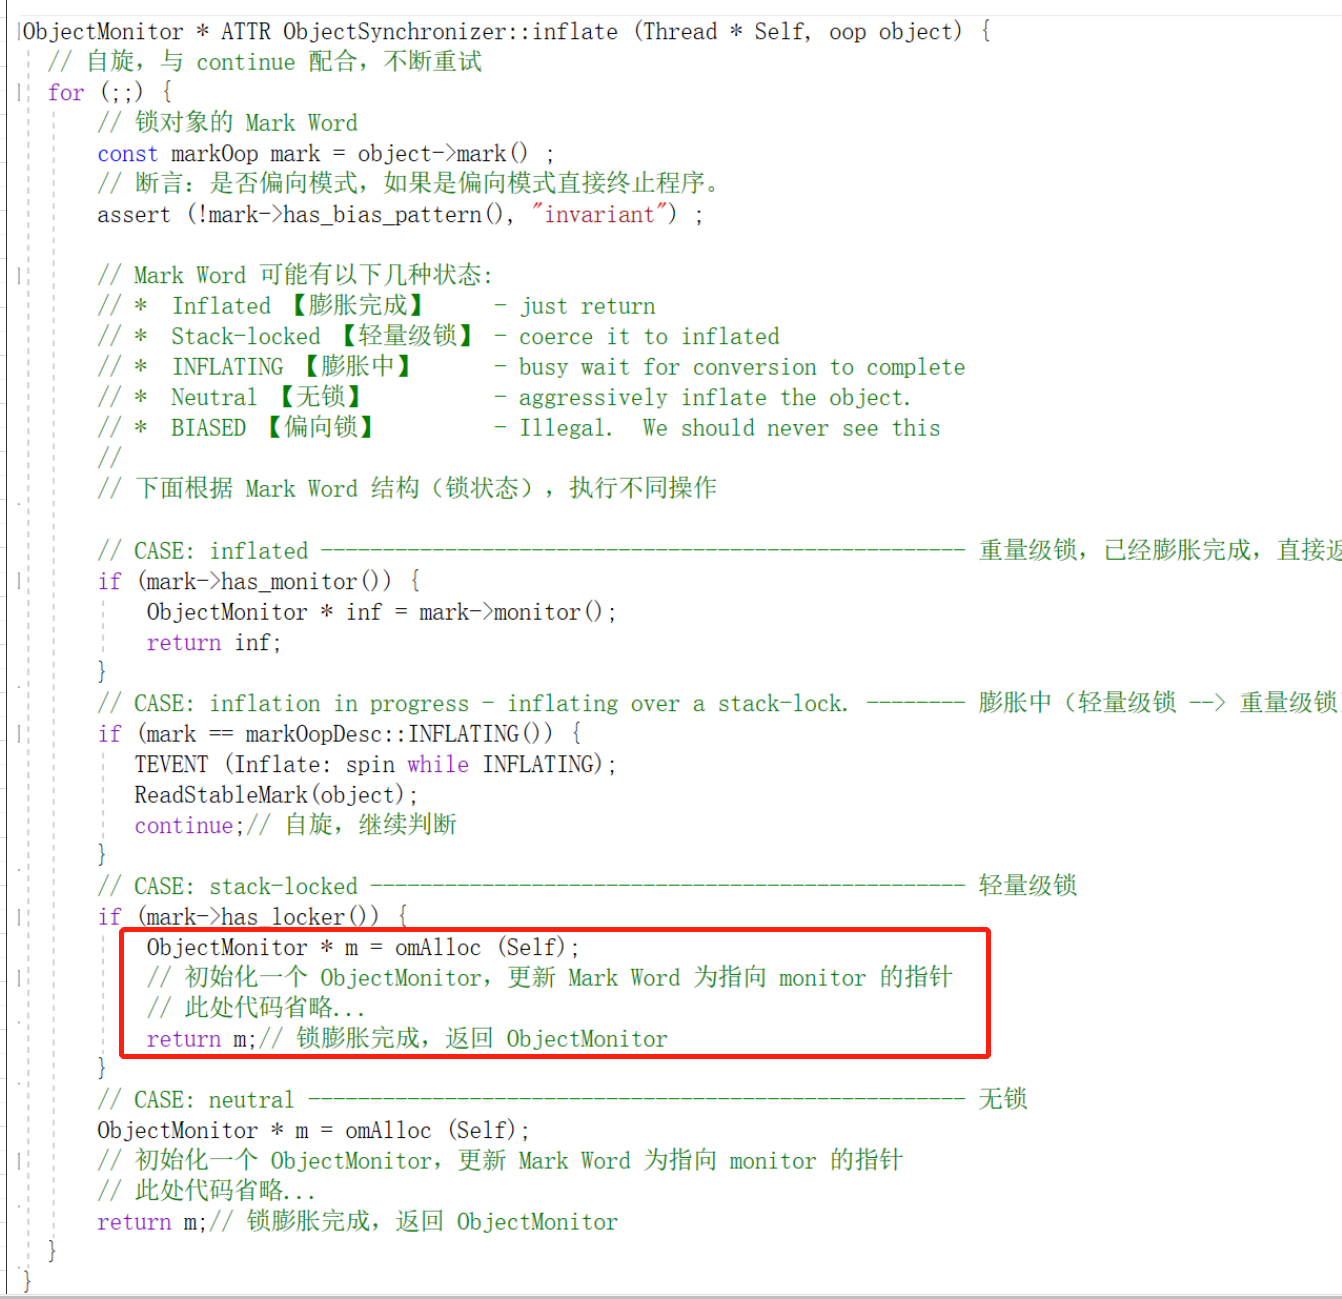 ObjectMonitor * ATTR ObjectSynchronizer::inflate (Thread * Self, oop object) {
// 自旋，与 continue 配合，不断重试
for (;;) {
// 锁对象的 Mark Word
const markOop mark = object->mark() ;
// 断言：是否偏向模式，如果是偏向模式直接终止程序。
assert (!mark->has_bias_pattern(), "invariant") ;
// Mark Word 可能有以下几种状态:
// *  Inflated 【膨胀完成】     - just return
// *  Stack-locked 【轻量级锁】 - coerce it to inflated
// *  INFLATING 【膨胀中】      - busy wait for conversion to complete
// *  Neutral 【无锁】          - aggressively inflate the object.
// *  BIASED 【偏向锁】         - Illegal.  We should never see this
//
// 下面根据 Mark Word 结构（锁状态），执行不同操作
// CASE: inflated ---------------------------------------------------- 重量级锁，已经膨胀完成，直接返
if (mark->has_monitor()) {
ObjectMonitor * inf = mark->monitor();
return inf;
}
// CASE: inflation in progress - inflating over a stack-lock. -------- 膨胀中（轻量级锁 --> 重量级锁
if (mark == markOopDesc::INFLATING()) {
TEVENT (Inflate: spin while INFLATING);
ReadStableMark(object);
continue;// 自旋，继续判断
}
// CASE: stack-locked ------------------------------------------------ 轻量级锁
if (mark->has_locker()) {
ObjectMonitor * m = omAlloc (Self);
// 初始化一个 ObjectMonitor，更新 Mark Word 为指向 monitor 的指针
// 此处代码省略...
return m;// 锁膨胀完成，返回 ObjectMonitor
}
// CASE: neutral ----------------------------------------------------- 无锁
ObjectMonitor * m = omAlloc (Self);
// 初始化一个 ObjectMonitor，更新 Mark Word 为指向 monitor 的指针
// 此处代码省略...
return m;// 锁膨胀完成，返回 ObjectMonitor
}
}